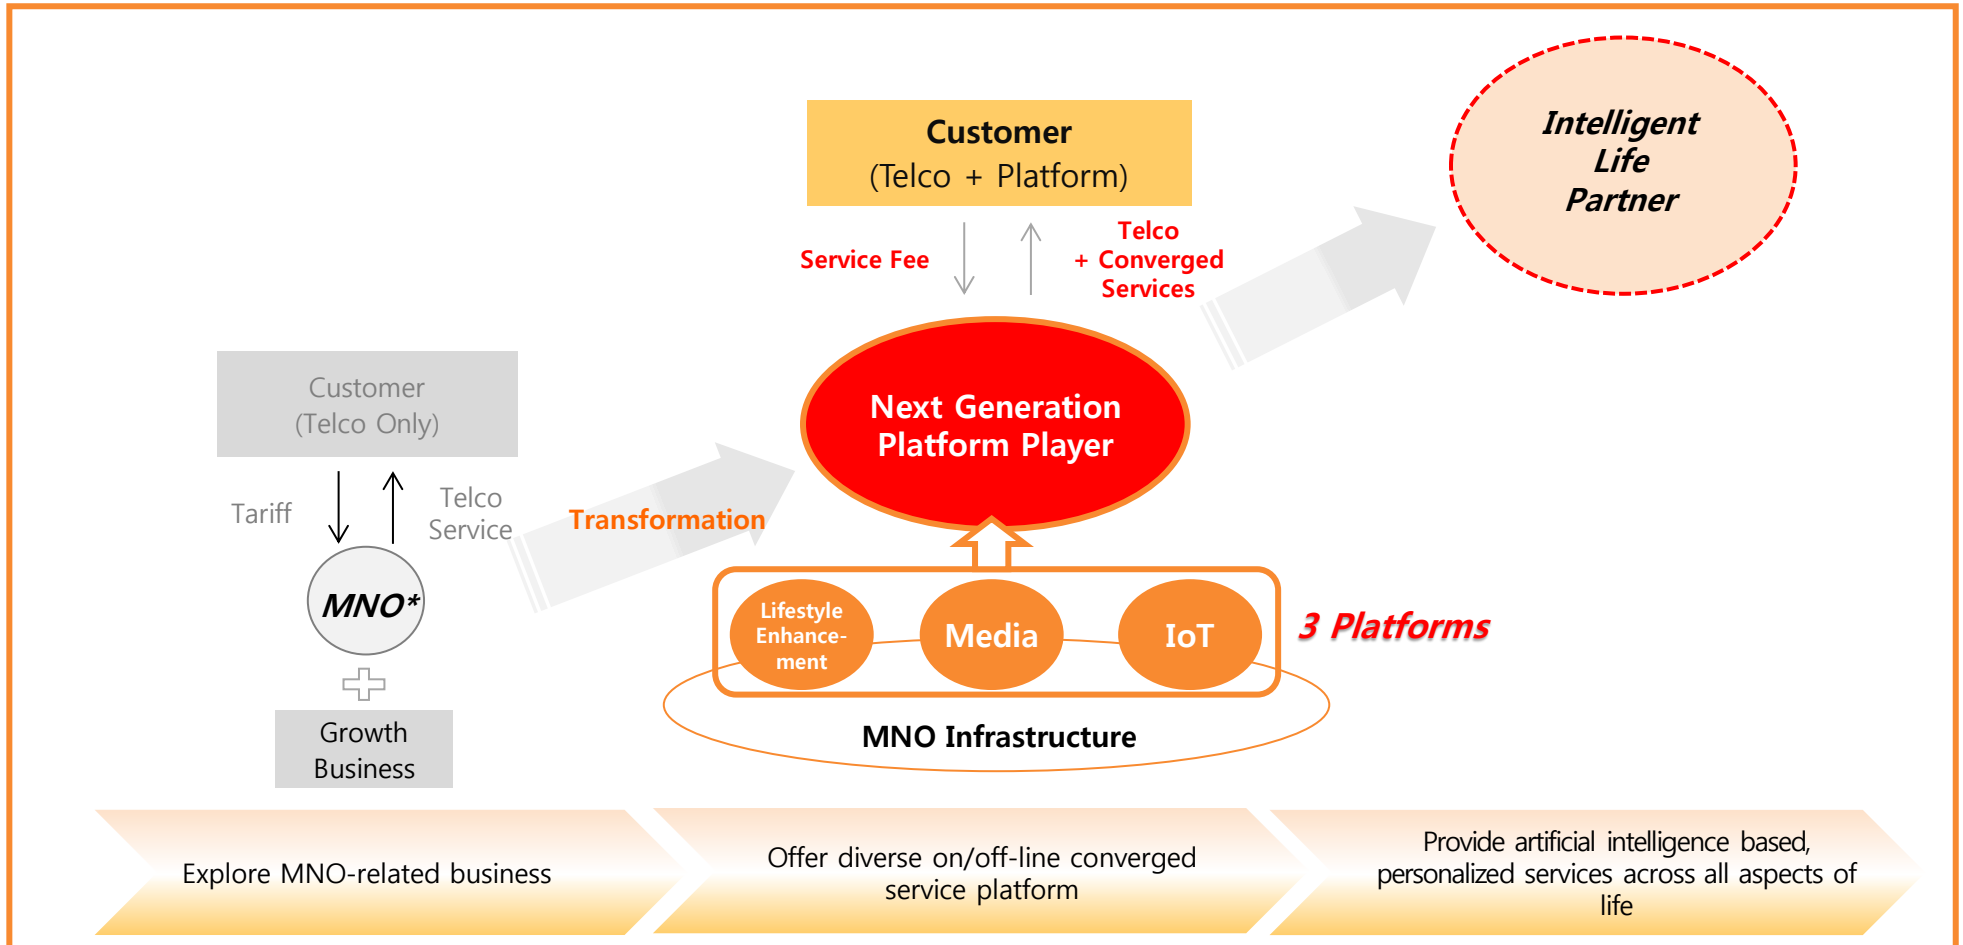 Customer
(Telco + Platform)
Intelligent
Life
Partner
Service Fee
Telco
+ Converged
Services
Next Generation
Platform Player
Customer
(Telco Only)
Tariff
Telco
Service
Transformation
MNO*
Growth
Business
Lifestyle
Enhance-
ment
Media
IoT
3 Platforms
MNO Infrastructure
Explore MNO-related business
Offer diverse on/off-line converged
service platform
Provide artificial intelligence based,
personalized services across all aspects of
life